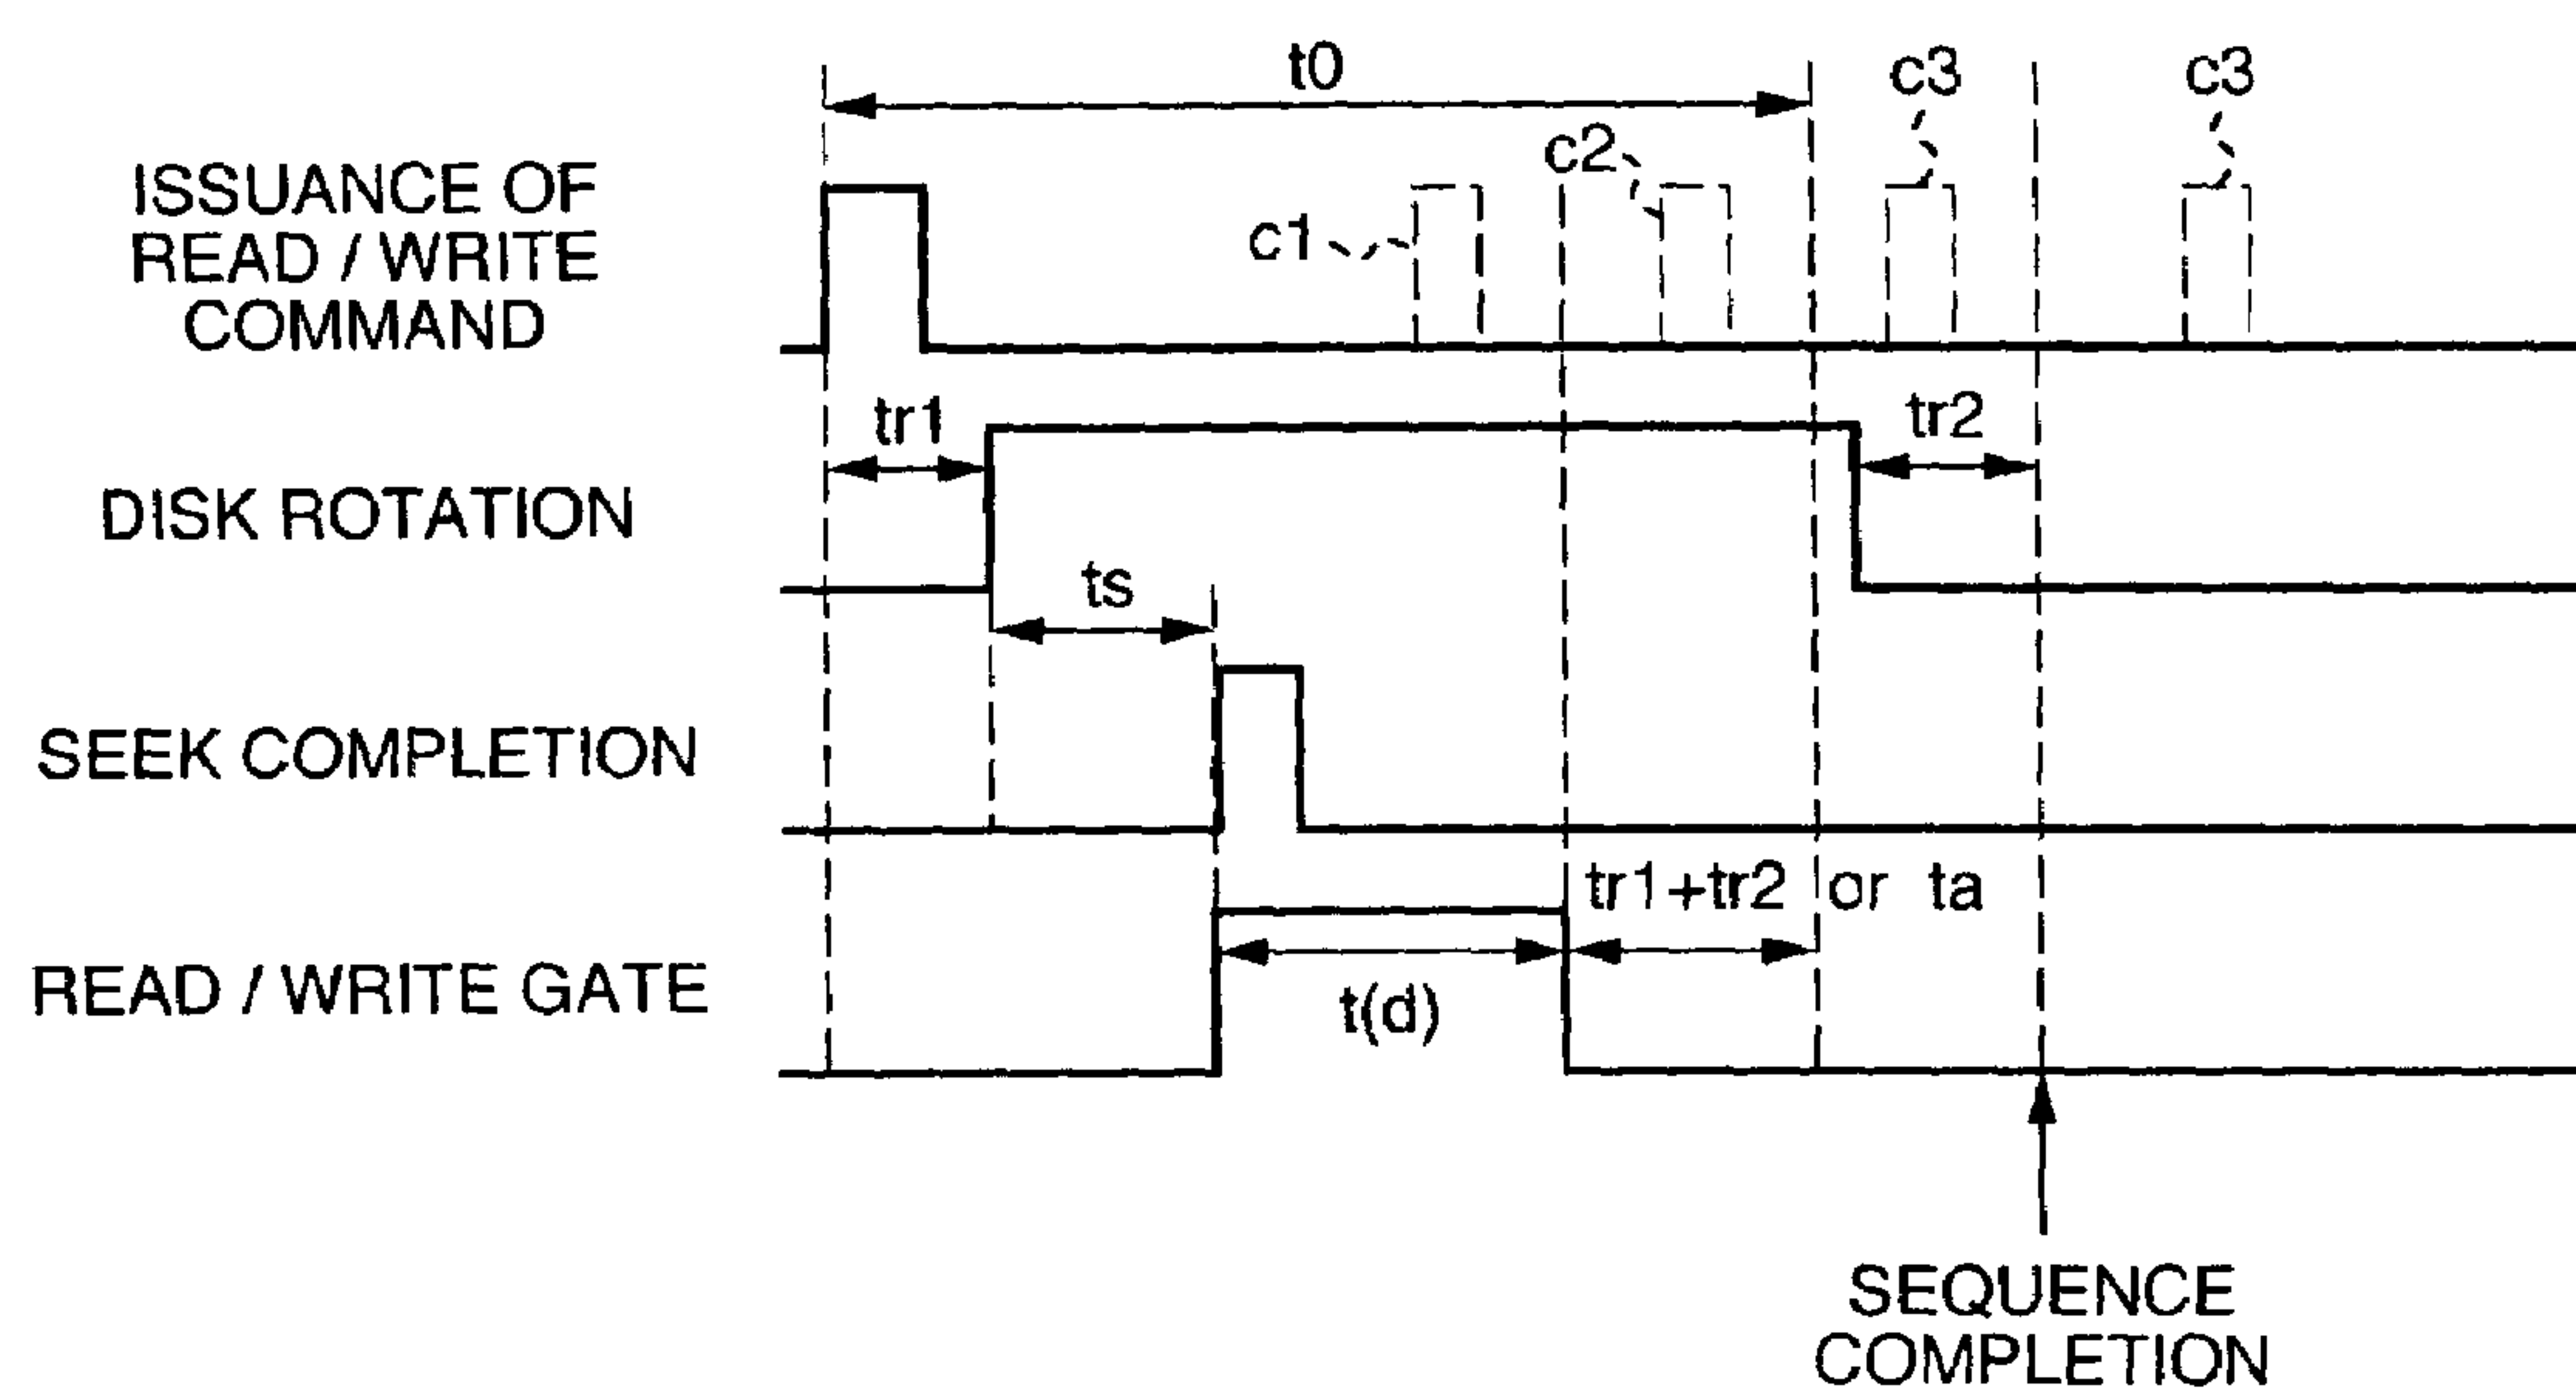 t0
c3
c3
c2
c1
ISSUANCE OF
READ / WRITE
COMMAND
tr1
tr2
DISK ROTATION
ts
SEEK COMPLETION
tr1+tr2 or ta
READ / WRITE GATE
t(d)
SEQUENCE
COMPLETION